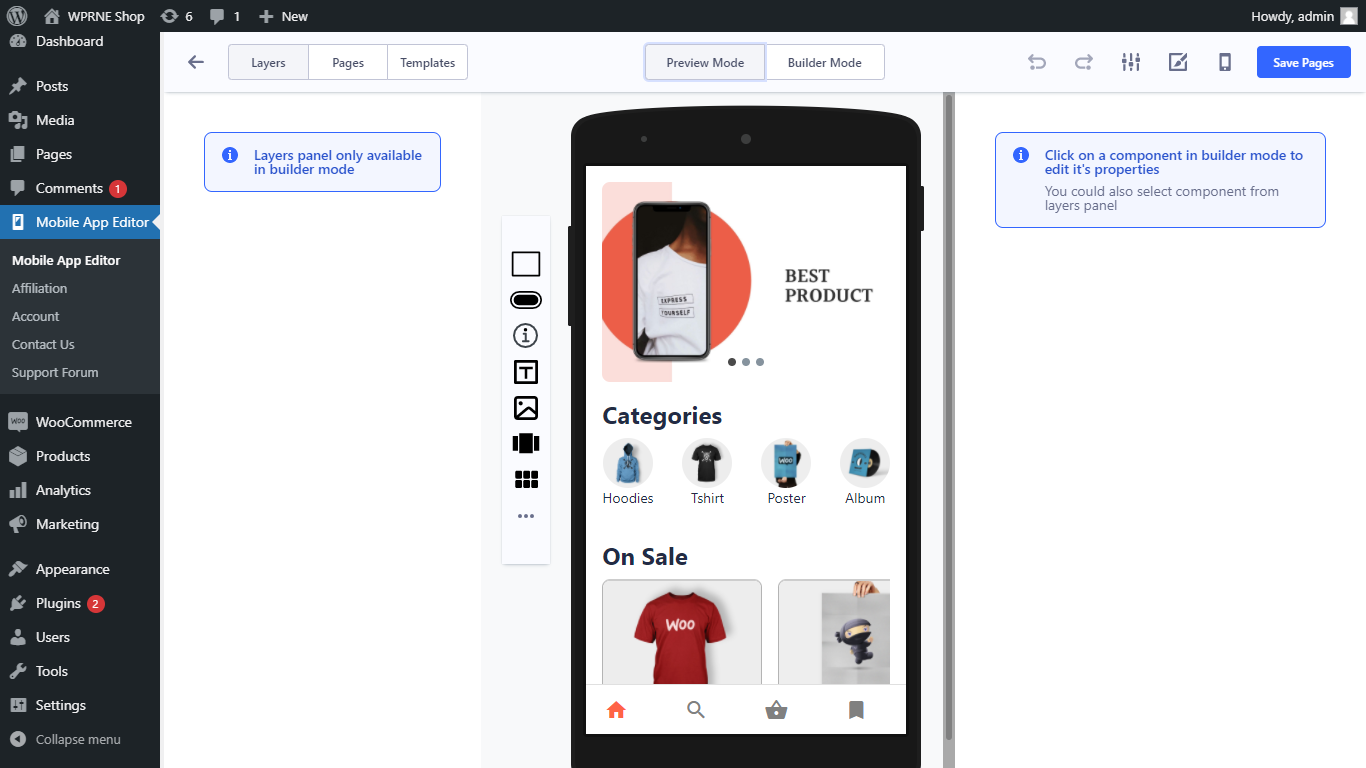 WPRNE Shop
6
1
New
Howdy, admin
Dashboard
Posts
Media
Pages
Comments 1
Mobile App Editor
Mobile App Editor
Affiliation
Account
Contact Us
Support Forum
WooCommerce
Products
Analytics
Marketing
Appearance
Plugins 2
Users
Tools
Settings
Collapse menu
Layers
Pages
Templates
Preview Mode
Builder Mode
Save Pages
Layers panel only available
in builder mode
EXPRESS
YOURSELF
BEST
PRODUCT
Categories
WOO
Hoodies
Tshirt
Poster
Album
On Sale
WOO
Click on a component in builder mode to
edit it's properties
You could also select component from
layers panel